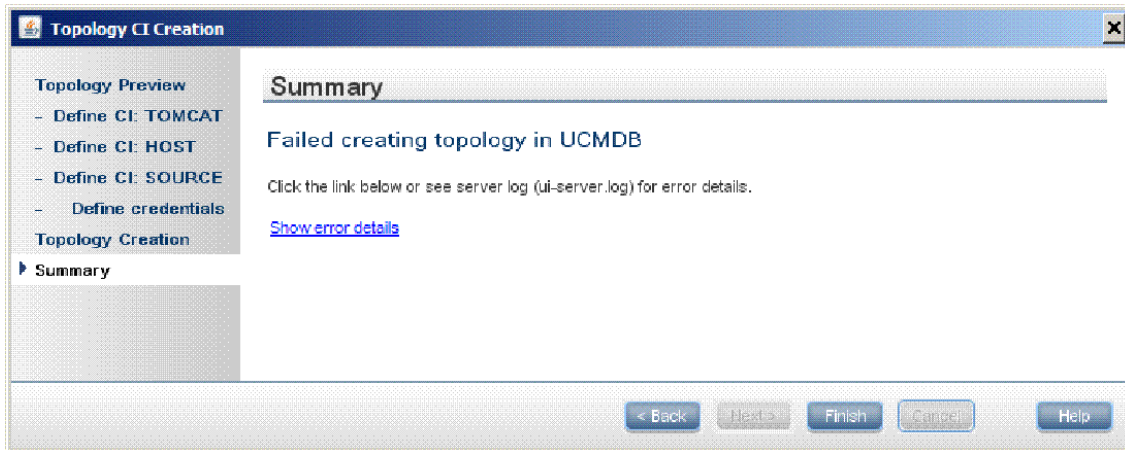 Topology CI Creation
Topology Preview
- Define CI: TOMCAT
- Define CI: HOST
- Define CI: SOURCE
- Define credentials
Topology Creation
Summary
Summary
Failed creating topology in UCMDB
Click the link below or see server log (ui-server.log) for error details.
Show error details
< Back Next > Finish Cancel Help